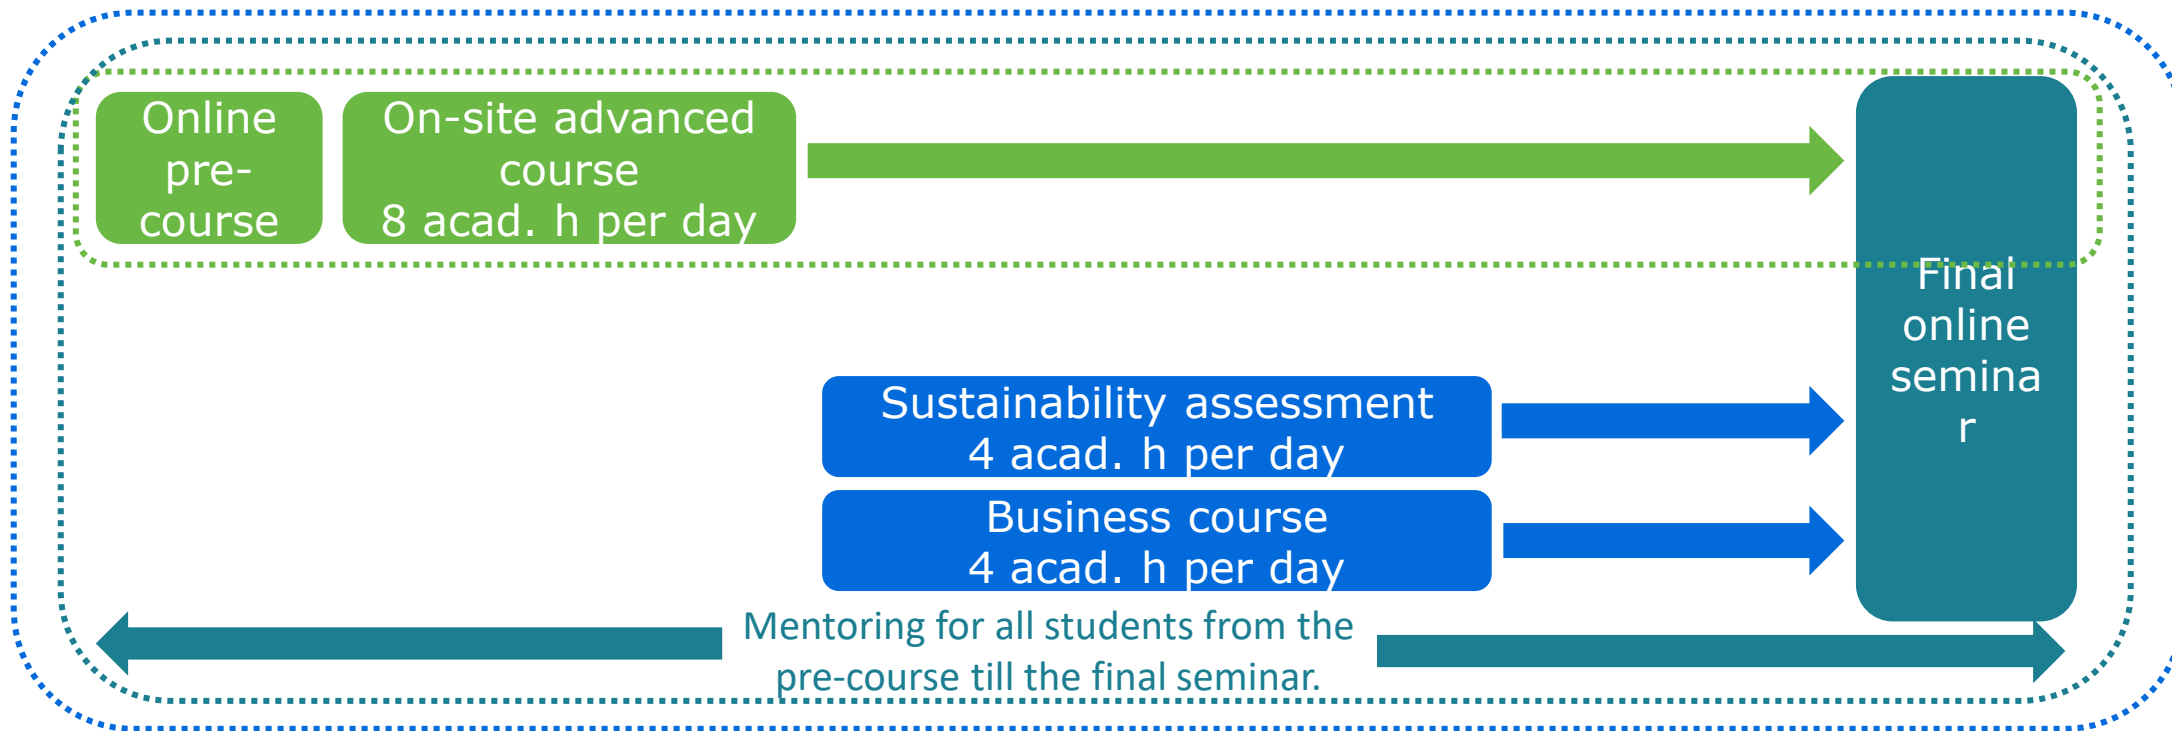 Online
pre-
course
On-site advanced
course
8 acad. h per day
Final
online
semina
r
Sustainability assessment
4 acad. h per day
Business course
4 acad. h per day
Mentoring for all students from the
pre-course till the final seminar.